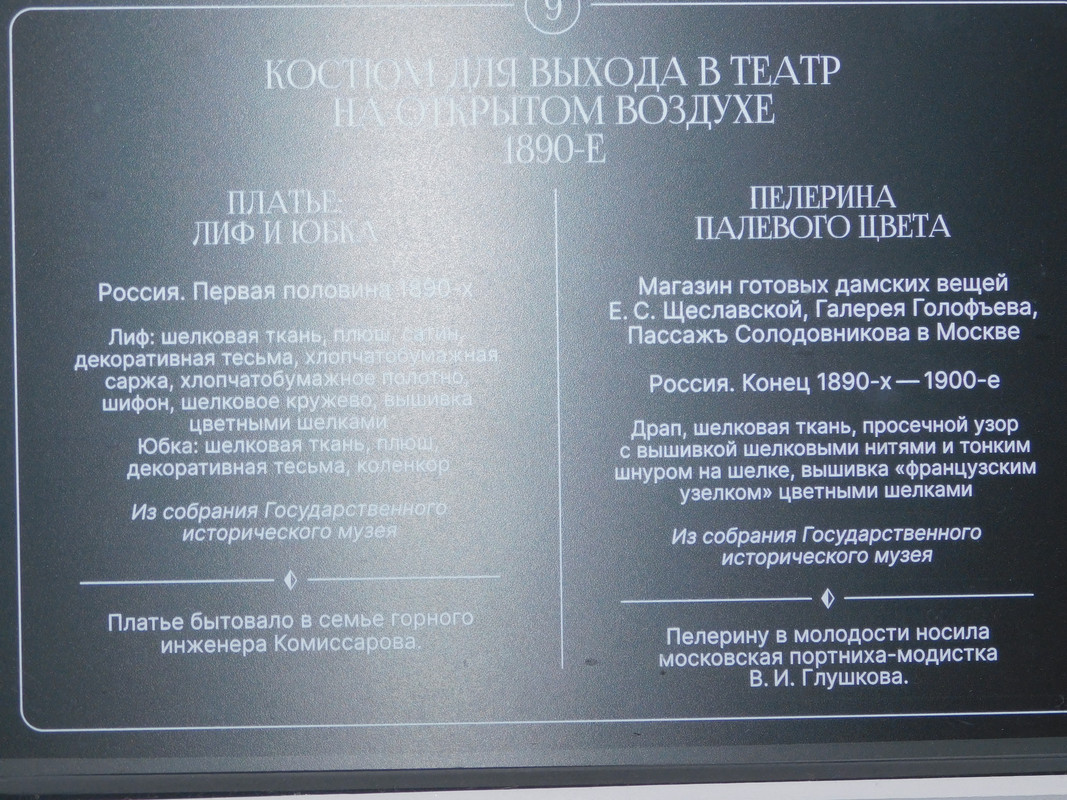 9
КОСТЮМ ДЛЯ ВЫХОДА В ТЕАТР
НА ОТКРЫТОМ ВОЗДУХЕ
1890-Е
ПЛАТЬЕ:
ЛИФ И ЮБКА
Россия. Первая половина 1890-х
Лиф: шелковая ткань, плюш, сатин,
декоративная тесьма, хлопчатобумажная
саржа, хлопчатобумажное полотно,
шифон, шелковое кружево, вышивка
цветными шелками
Юбка: шелковая ткань, плюш,
декоративная тесьма, коленкор
Из собрания Государственного
исторического музея
Платье бытовало в семье горного
инженера Комиссарова.
ПЕЛЕРИНА
ПАЛЕВОГО ЦВЕТА
Магазин готовых дамских вещей
Е. С. Щеславской, Галерея Голофъева,
Пассажъ Солодовникова в Москве
Россия. Конец 1890-х — 1900-е
Драп, шелковая ткань, просечной узор
с вышивкой шелковыми нитями и тонким
шнуром на шелке, вышивка «французским
узелком» цветными шелками
Из собрания Государственного
исторического музея
Пелерину в молодости носила
московская портниха-модистка
В. И. Глушкова.